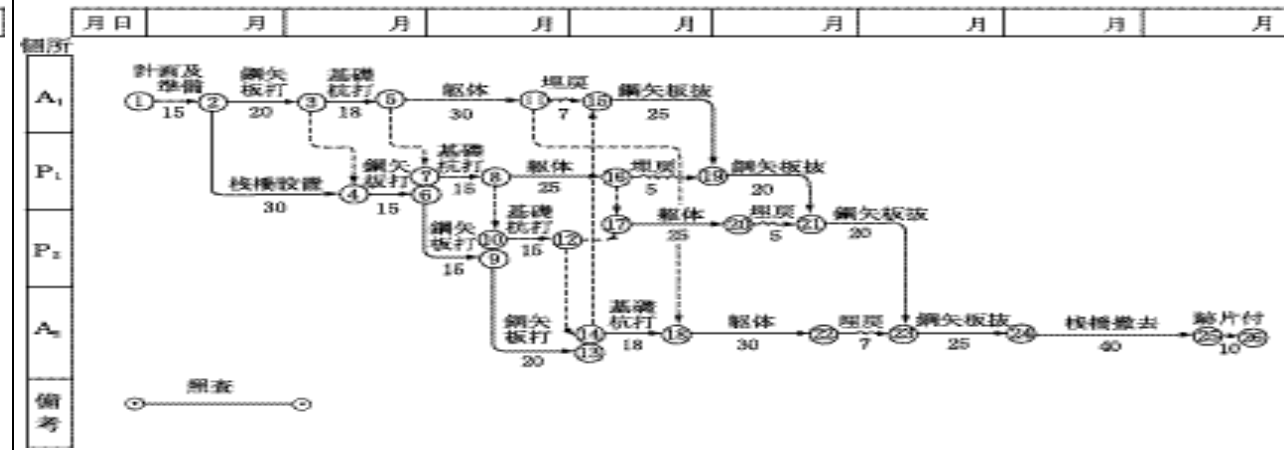 月日 月 月 月 月 月 月 月 月
個所
A₁
計画及
準備
鋼矢
板打
基礎
杭打
躯体
埋戻
鋼矢板抜
① 15 ② 20 ③ 18 ⑤ 30 ⑪ 7 ⑮ 25
P₁
桟橋設置
30
④
鋼矢
板打
15
⑦
⑥
基礎
杭打
15
⑧
躯体
25
⑯
埋戻
5
⑲
鋼矢板抜
20
P₂
鋼矢
板打
15
⑩
⑨
基礎
杭打
15
⑫
⑰
躯体
25
⑳
埋戻
5
㉑
鋼矢板抜
20
A₂
鋼矢
板打
20
⑭
⑬
基礎
杭打
18
躯体
30
㉒
埋戻
7
㉓
鋼矢板抜
25
㉔
桟橋撤去
40
㉕
跡片付
10
㉖
備考
照査